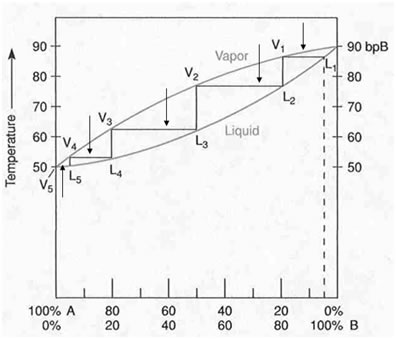 90
80
70
60
50
Temperature
90 bpB
80
70
60
50
Vapor
Liquid
V1
L1
V2
L2
V3
L3
V4
L4
V5
L5
100% A 80 60 40 20 0%
0% 20 40 60 80 100% B